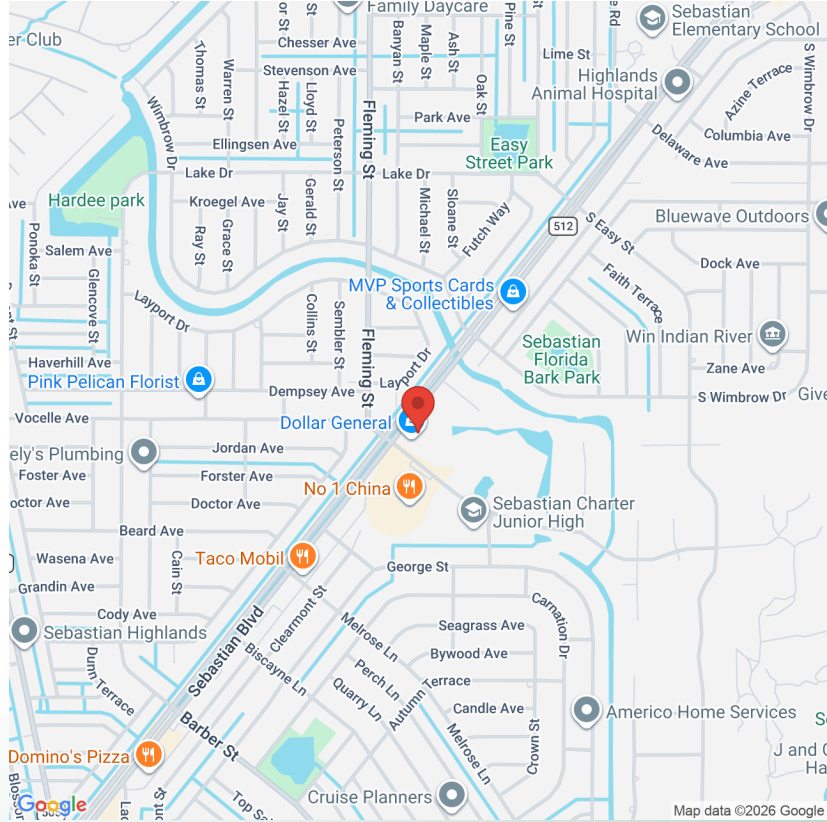 Family Daycare
Sebastian
Elementary School
er Club
Chesser Ave
Stevenson Ave
Thomas St
Warren St
Hazel St
Lloyd St
Banyan St
Maple St
Ash St
Pine St
Oak St
Lime St
e Rd
S Wimbrow Dr
Highlands
Animal Hospital
Azine Terrace
Columbia Ave
Delaware Ave
Wimbrow Dr
Peterson St
Fleming St
Park Ave
Ellingsen Ave
Easy
Street Park
Lake Dr
Lake Dr
Hardee park
Kroegel Ave
Jay St
Gerald St
Michael St
Sloane St
Futch Way
512
S Easy St
Bluewave Outdoors
Ave
Ponoka St
Salem Ave
Ray St
Grace St
Glencove St
Dock Ave
Faith Terrace
MVP Sports Cards
& Collectibles
Layport Dr
Collins St
Sembler St
Fleming St
Layport Dr
Sebastian
Florida
Bark Park
Win Indian River
Haverhill Ave
Zane Ave
Pink Pelican Florist
Dempsey Ave
S Wimbrow Dr
Give
Vocelle Ave
Dollar General
Jordan Ave
ely's Plumbing
Foster Ave
Forster Ave
No 1 China
octor Ave
Doctor Ave
Sebastian Charter
Junior High
Beard Ave
Wasena Ave
Cain St
Taco Mobil
George St
Grandin Ave
Carnation Dr
Cody Ave
Clearmont St
Melrose Ln
Seagrass Ave
Sebastian Highlands
Sebastian Blvd
Biscayne Ln
Bywood Ave
Dunn Terrace
Perch Ln
Autumn Terrace
Quarry Ln
Candle Ave
Crown St
Americo Home Services
Barber St
Melrose Ln
Domino's Pizza
J and
Ha
Cruise Planners
Google
Map data ©2026 Google